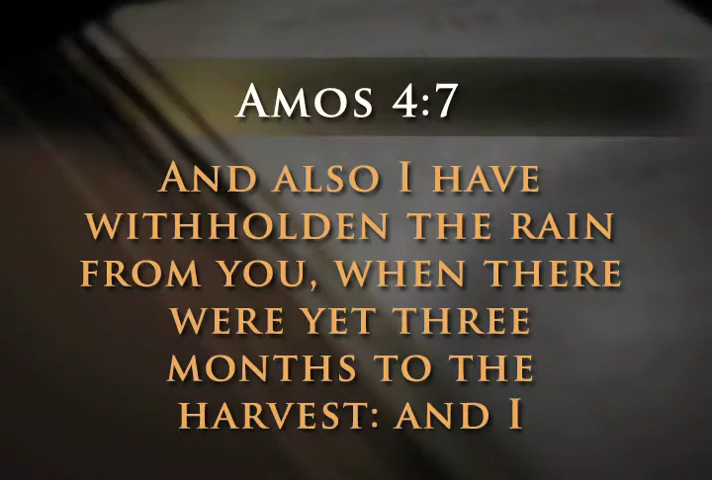 Amos 4:7
And also I have
withholden the rain
from you, when there
were yet three
months to the
harvest: and I